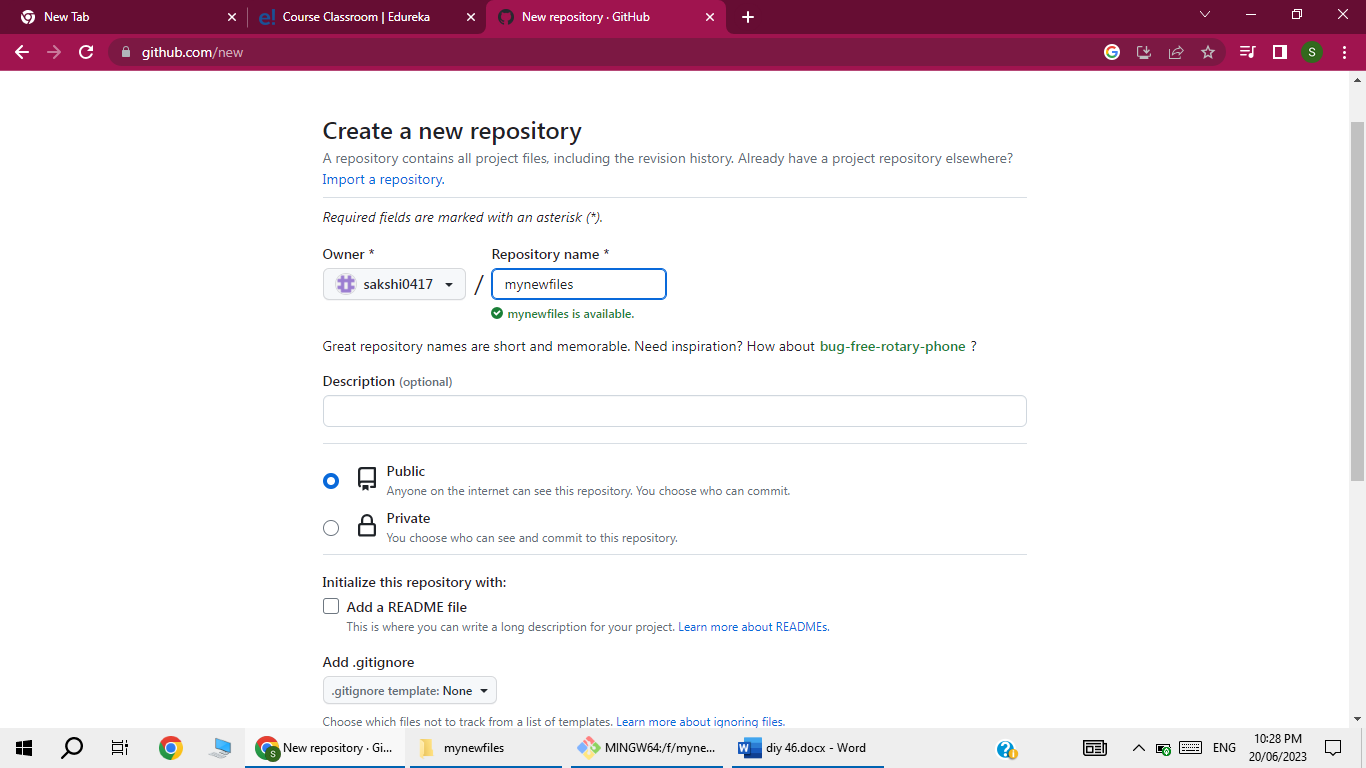 New Tab
Course Classroom | Edureka
New repository · GitHub
github.com/new
S
Create a new repository
A repository contains all project files, including the revision history. Already have a project repository elsewhere?
Import a repository.
Required fields are marked with an asterisk (*).
Owner *
Repository name *
sakshi0417
/
mynewfiles
mynewfiles is available.
Great repository names are short and memorable. Need inspiration? How about bug-free-rotary-phone ?
Description (optional)
Public
Anyone on the internet can see this repository. You choose who can commit.
Private
You choose who can see and commit to this repository.
Initialize this repository with:
Add a README file
This is where you can write a long description for your project. Learn more about READMEs.
Add .gitignore
.gitignore template: None
Choose which files not to track from a list of templates. Learn more about ignoring files.
New repository · Gi...
mynewfiles
MINGW64:/f/myne...
diy 46.docx - Word
ENG
10:28 PM
20/06/2023